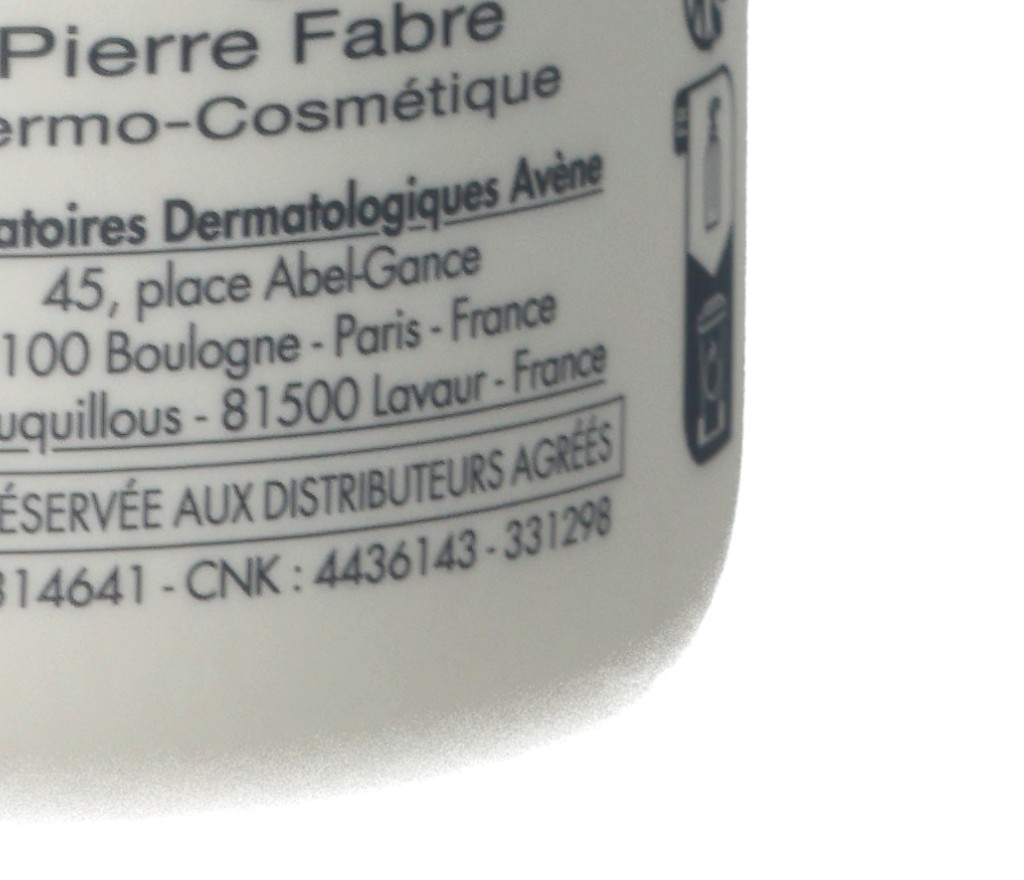 Pierre Fabre
ermo-Cosmétique
atoires Dermatologiques Avène
45, place Abel-Gance
100 Boulogne - Paris - France
uquillous - 81500 Lavaur - France
ÉSERVÉE AUX DISTRIBUTEURS AGRÉÉS
314641 - CNK : 4436143 - 331298